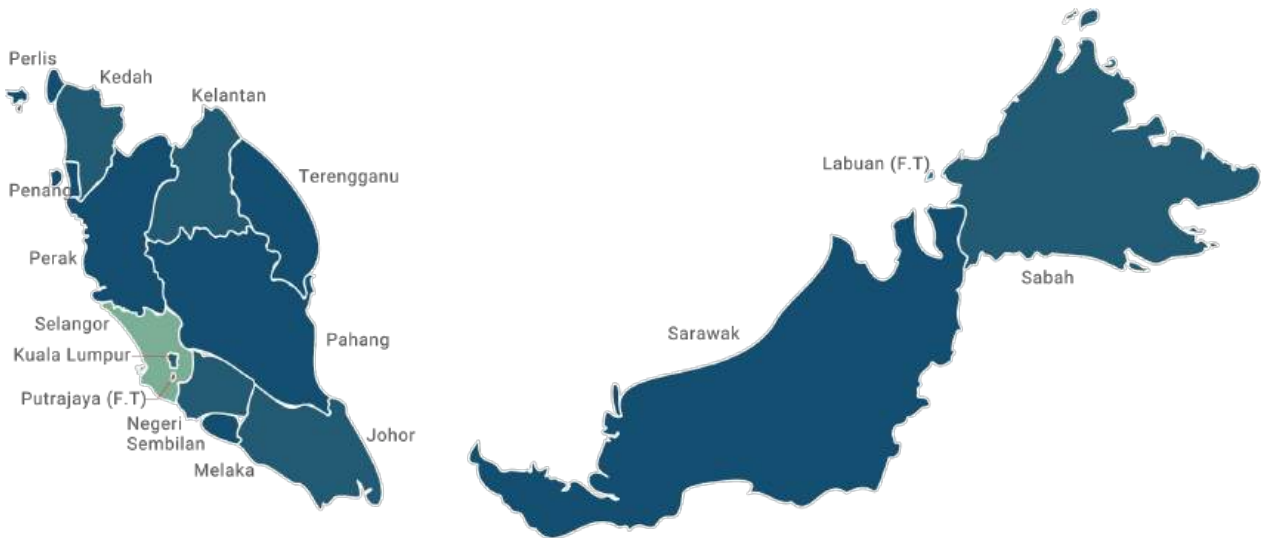 Perlis
Kedah
Kelantan
Terengganu
Penang
Perak
Selangor
Kuala Lumpur
Putrajaya (F.T)
Negeri
Sembilan
Melaka
Johor
Pahang
Labuan (F.T)
Sabah
Sarawak